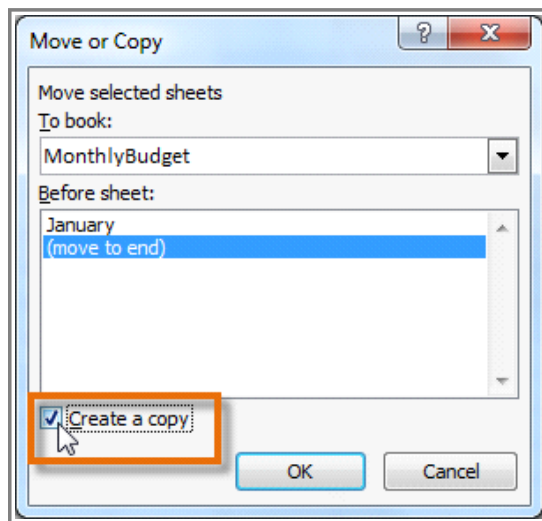 Move or Copy
Move selected sheets
To book:
MonthlyBudget
Before sheet:
January
(move to end)
Create a copy
OK Cancel